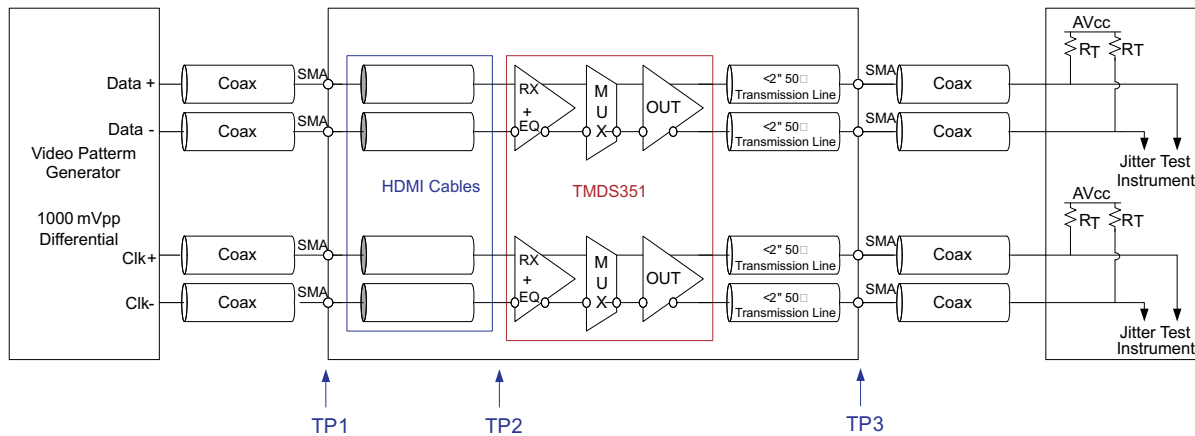 Data +
Coax
SMA
Data -
Coax
Video Patterm
Generator
1000 mVpp
Differential
Clk+
Coax
SMA
Clk-
Coax
SMA
HDMI Cables
RX
+
EQ
M
U
X
OUT
TMDS351
RX
+
EQ
M
U
X
OUT
<2" 50□
Transmission Line
<2" 50□
Transmission Line
<2" 50□
Transmission Line
<2" 50□
Transmission Line
SMA
Coax
SMA
Coax
SMA
Coax
SMA
Coax
AVcc
RT
RT
Jitter Test
Instrument
AVcc
RT
RT
Jitter Test
Instrument
TP1
TP2
TP3